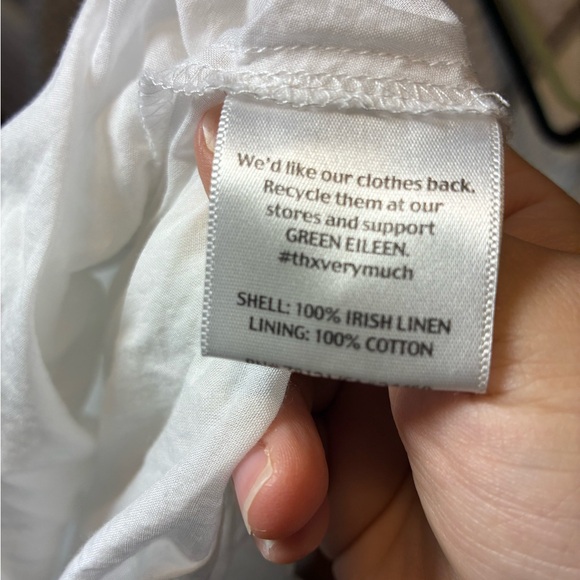 We'd like our clothes back.
Recycle them at our
stores and support
GREEN EILEEN.
#thxverymuch
SHELL: 100% IRISH LINEN
LINING: 100% COTTON